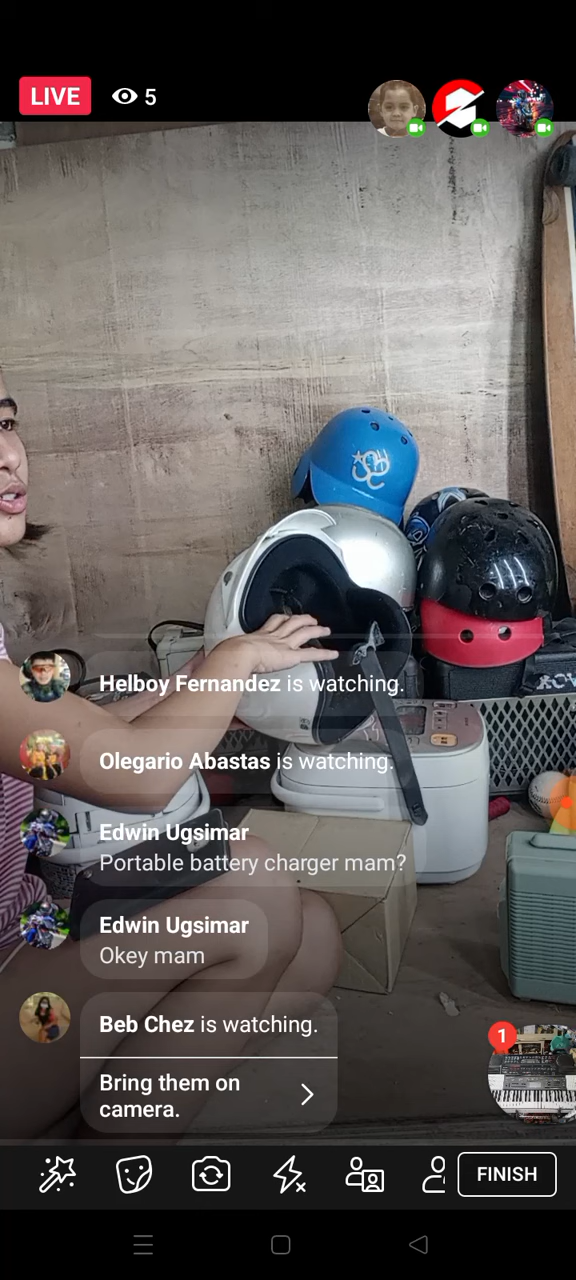 LIVE
5
Helboy Fernandez is watching.
Olegario Abastas is watching.
Edwin Ugsimar
Portable battery charger mam?
Edwin Ugsimar
Okey mam
Beb Chez is watching.
Bring them on
camera.
1
FINISH